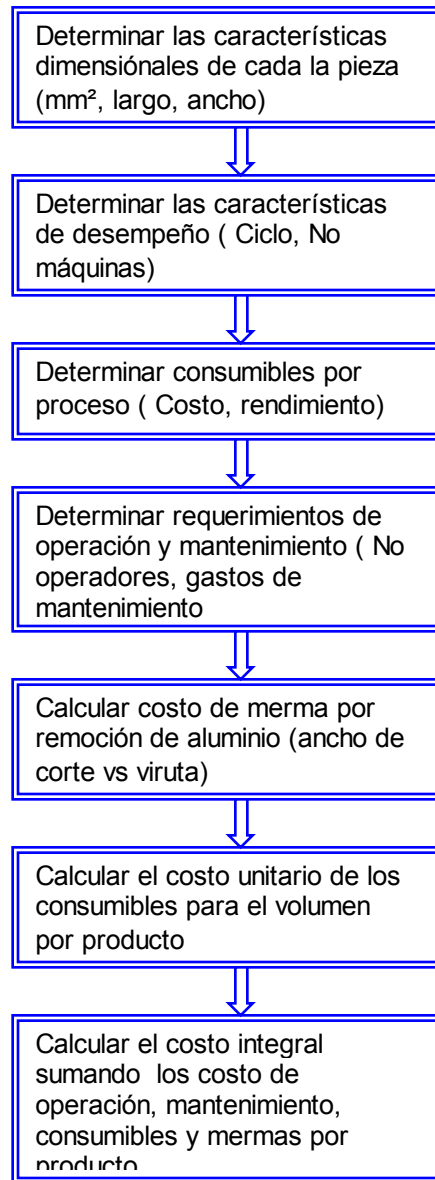 Determinar las características
dimensiónales de cada la pieza
(mm², largo, ancho)
Determinar las características
de desempeño ( Ciclo, No
máquinas)
Determinar consumibles por
proceso ( Costo, rendimiento)
Determinar requerimientos de
operación y mantenimiento ( No
operadores, gastos de
mantenimiento
Calcular costo de merma por
remoción de aluminio (ancho de
corte vs viruta)
Calcular el costo unitario de los
consumibles para el volumen
por producto
Calcular el costo integral
sumando  los costo de
operación, mantenimiento,
consumibles y mermas por
producto